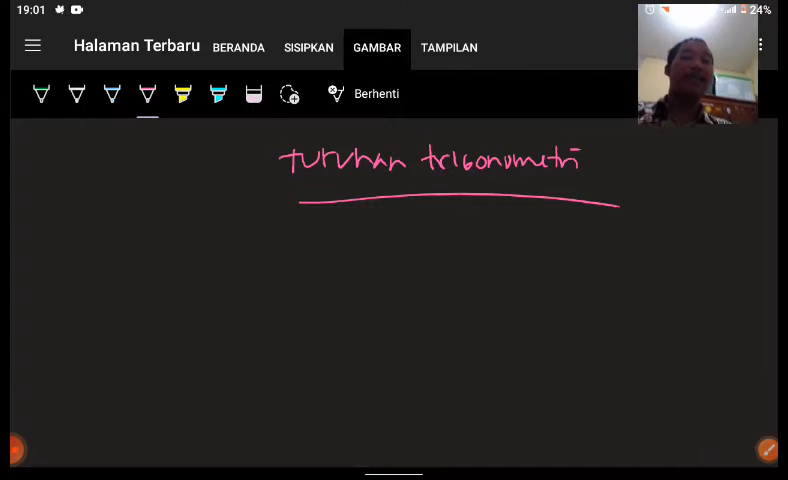 19:01 24%
Halaman Terbaru BERANDA SISIPKAN GAMBAR TAMPILAN
Berhenti
turunan trigonometri